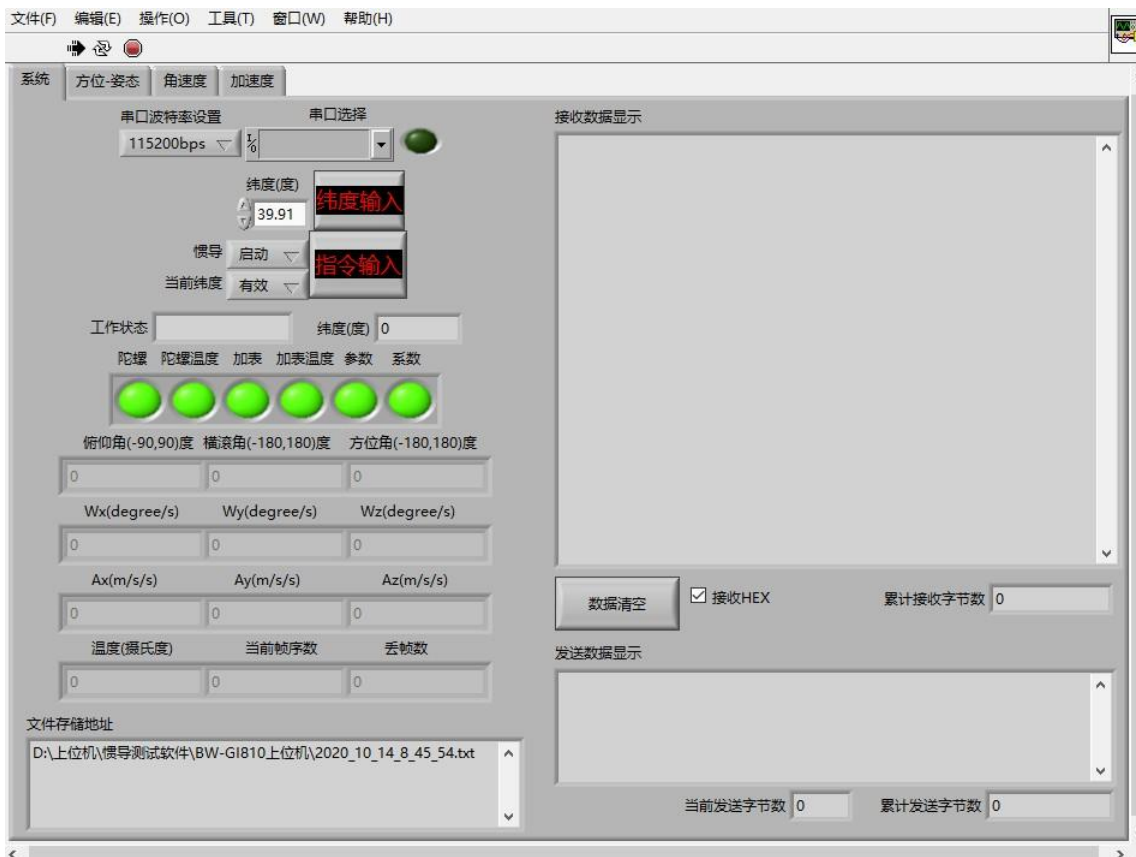 文件(F) 编辑(E) 操作(O) 工具(T) 窗口(W) 帮助(H)
系统 方位-姿态 角速度 加速度
串口波特率设置 串口选择
115200bps
纬度(度)
39.91
纬度输入
惯导 启动
当前纬度 有效
指令输入
工作状态 纬度(度) 0
陀螺 陀螺温度 加表 加表温度 参数 系数
俯仰角(-90,90)度 横滚角(-180,180)度 方位角(-180,180)度
0 0 0
Wx(degree/s) Wy(degree/s) Wz(degree/s)
0 0 0
Ax(m/s/s) Ay(m/s/s) Az(m/s/s)
0 0 0
温度(摄氏度) 当前帧序数 丢帧数
0 0 0
文件存储地址
D:\上位机\惯导测试软件\BW-GI810上位机\2020_10_14_8_45_54.txt
接收数据显示
数据清空 接收HEX 累计接收字节数 0
发送数据显示
当前发送字节数 0 累计发送字节数 0